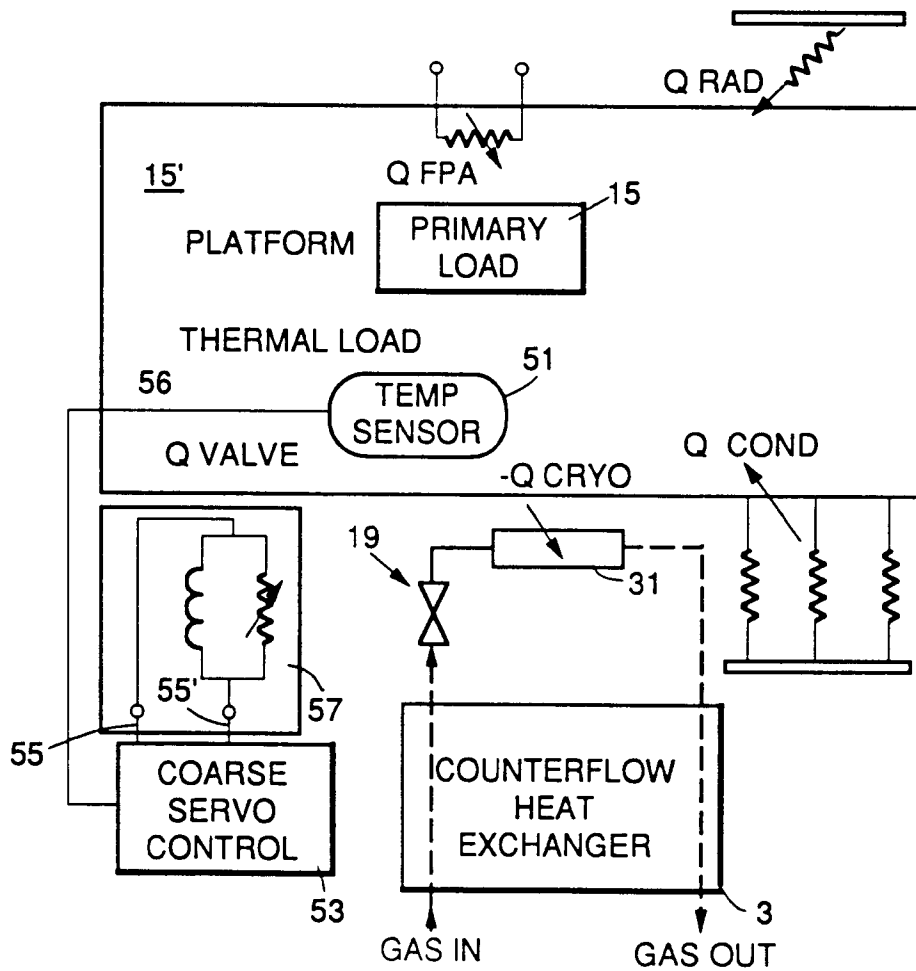 Q RAD
15'
Q FPA
15
PLATFORM
PRIMARY
LOAD
THERMAL LOAD
56
51
TEMP
SENSOR
Q VALVE
Q COND
-Q CRYO
19
31
57
55'
55
COARSE
SERVO
CONTROL
53
COUNTERFLOW
HEAT
EXCHANGER
3
GAS IN
GAS OUT